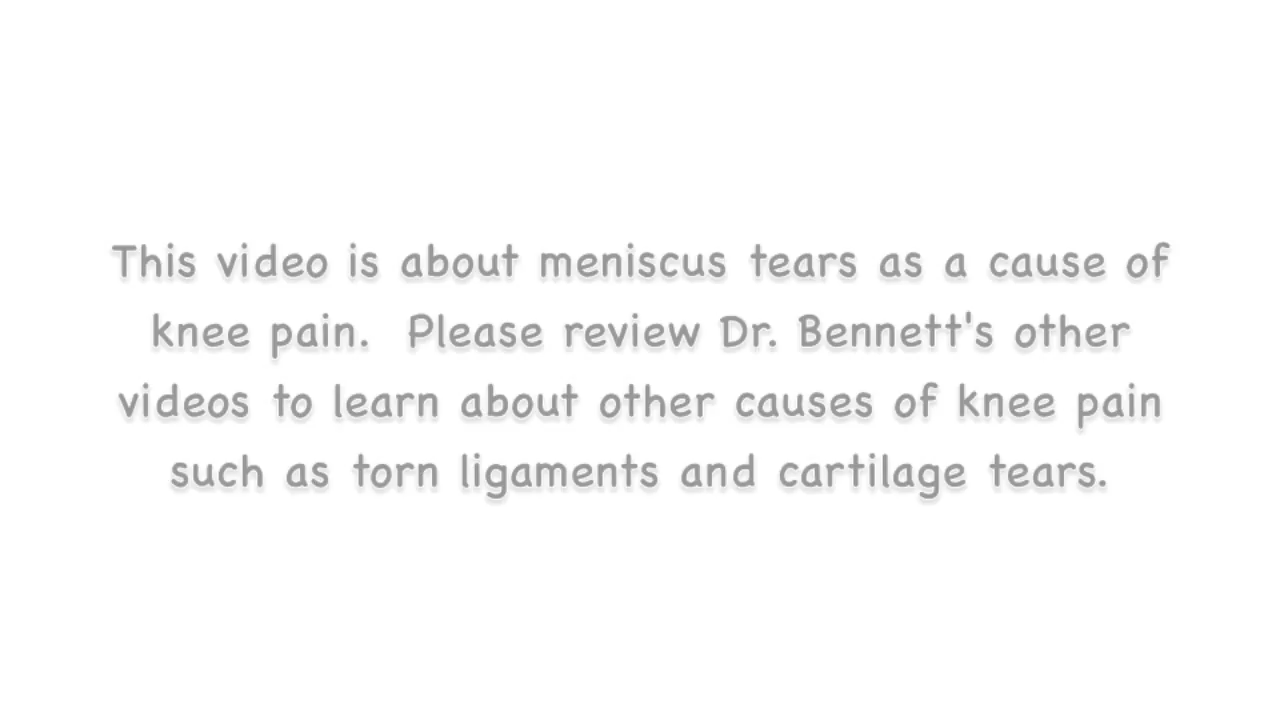 This video is about meniscus tears as a cause of
knee pain.  Please review Dr. Bennett's other
videos to learn about other causes of knee pain
such as torn ligaments and cartilage tears.